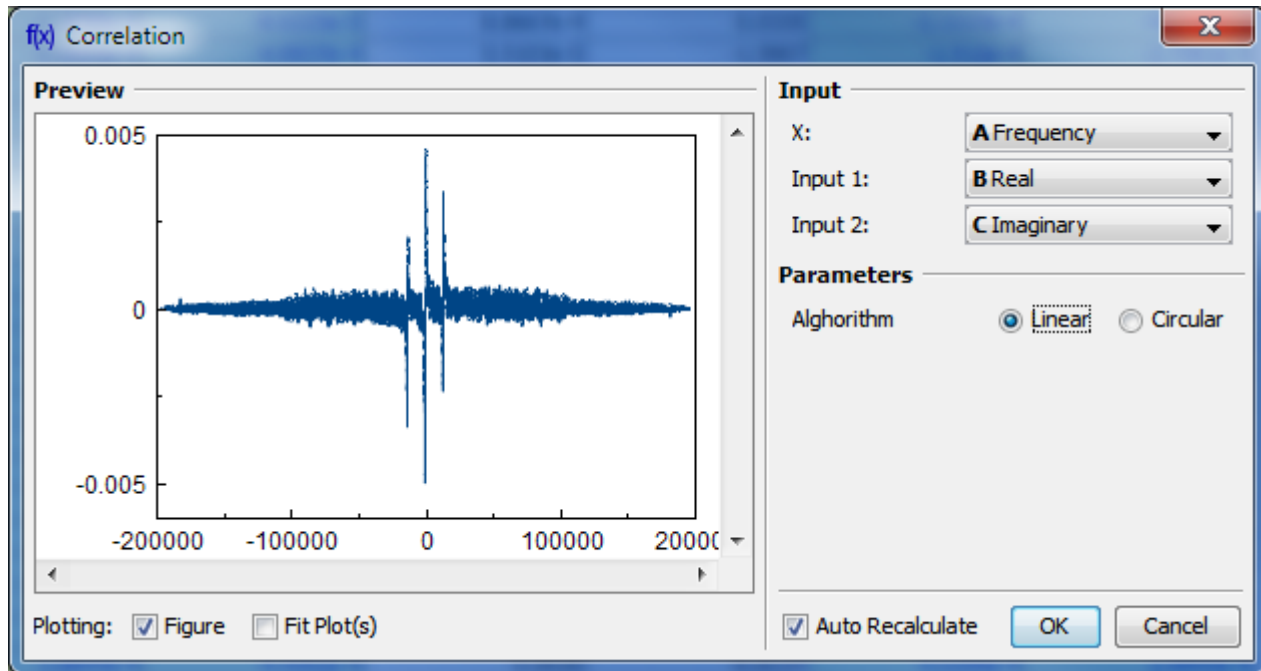 f(x) Correlation
Preview
0.005
0
-0.005
-200000 -100000 0 100000 20000
Plotting: Figure Fit Plot(s)
Input
X: A Frequency
Input 1: B Real
Input 2: C Imaginary
Parameters
Alghorithm Linear Circular
Auto Recalculate OK Cancel